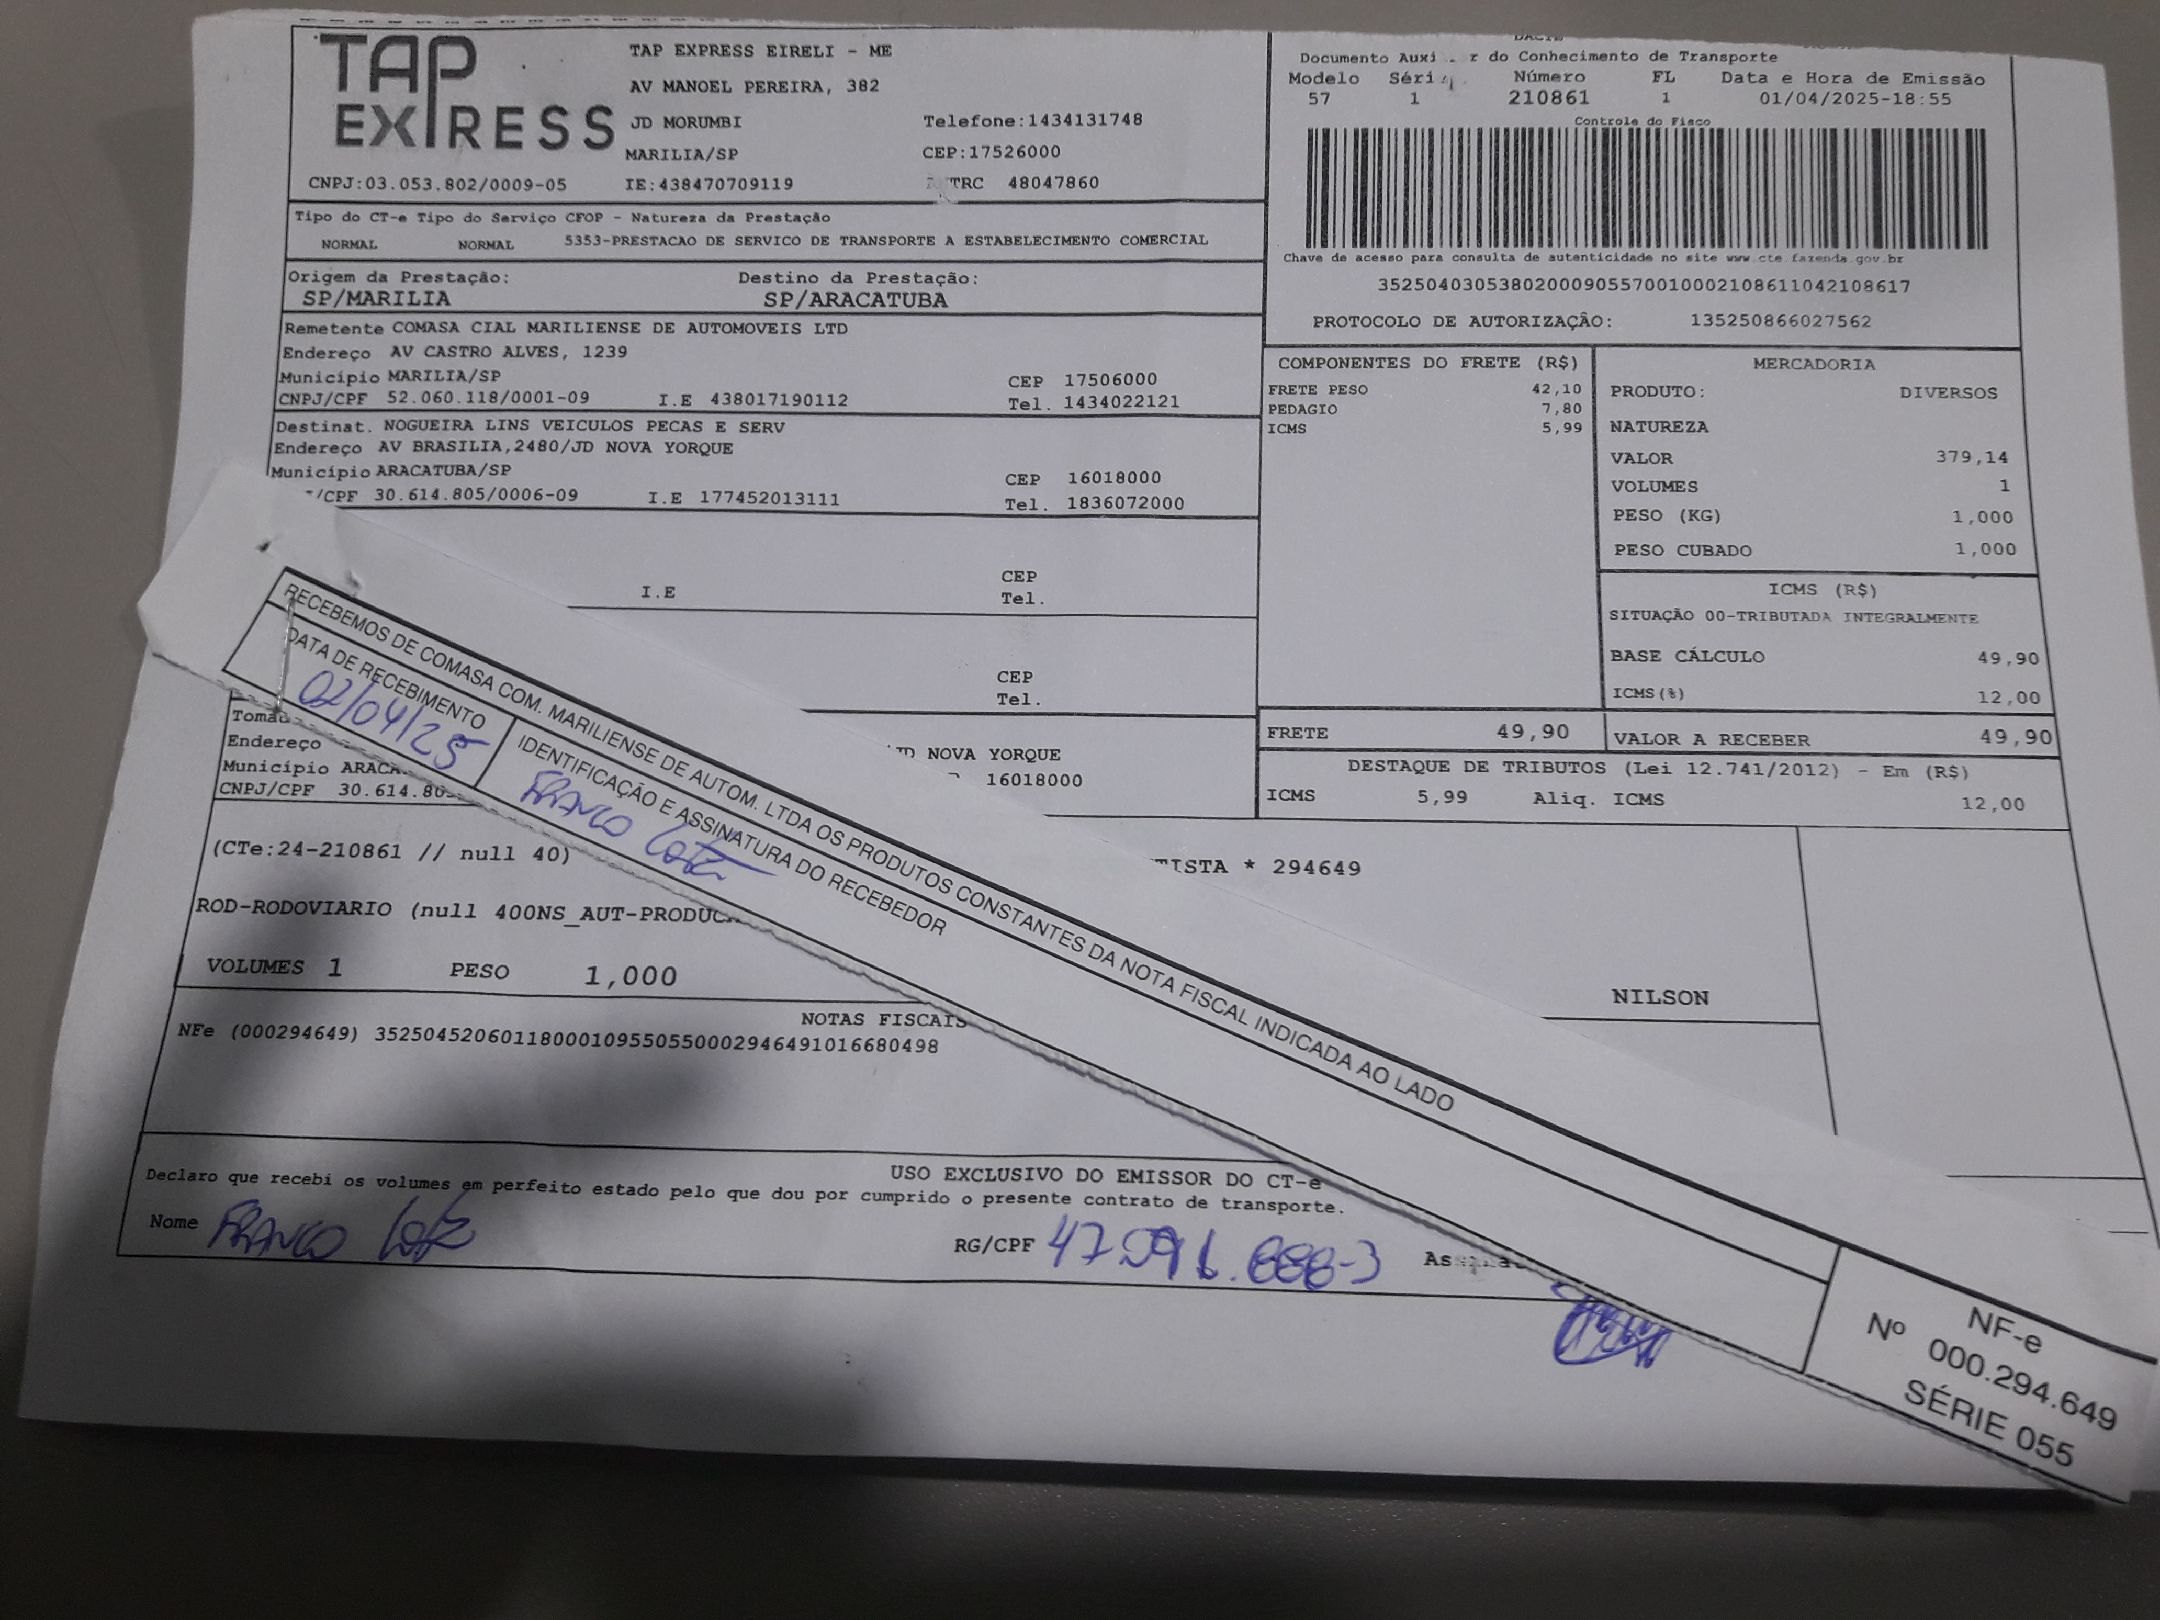 TAP
EXPRESS
TAP EXPRESS EIRELI - ME
AV MANOEL PEREIRA, 382
JD MORUMBI Telefone:1434131748
MARILIA/SP CEP:17526000
CNPJ:03.053.802/0009-05 IE:438470709119 TRC 48047860
Tipo do CT-e Tipo do Serviço CFOP - Natureza da Prestação
NORMAL NORMAL 5353-PRESTACAO DE SERVICO DE TRANSPORTE A ESTABELECIMENTO COMERCIAL
Origem da Prestação: Destino da Prestação:
SP/MARILIA SP/ARACATUBA
Remetente COMASA CIAL MARILIENSE DE AUTOMOVEIS LTD
Endereço AV CASTRO ALVES, 1239
Município MARILIA/SP CEP 17506000
CNPJ/CPF 52.060.118/0001-09 I.E 438017190112 Tel. 1434022121
Destinat. NOGUEIRA LINS VEICULOS PECAS E SERV
Endereço AV BRASILIA,2480/JD NOVA YORQUE
Município ARACATUBA/SP CEP 16018000
/CPF 30.614.805/0006-09 I.E 177452013111 Tel. 1836072000
CEP
I.E Tel.
CEP
Tel.
DACTE
Documento Auxi r do Conhecimento de Transporte
Modelo Séri Número FL Data e Hora de Emissão
57 1 210861 1 01/04/2025-18:55
Controle do Fisco
Chave de acesso para consulta de autenticidade no site www.cte.fazenda.gov.br
35250403053802000905570010002108611042108617
PROTOCOLO DE AUTORIZAÇÃO: 135250866027562
COMPONENTES DO FRETE (R$)
FRETE PESO 42,10
PEDAGIO 7,80
ICMS 5,99
MERCADORIA
PRODUTO: DIVERSOS
NATUREZA
VALOR 379,14
VOLUMES 1
PESO (KG) 1,000
PESO CUBADO 1,000
ICMS (R$)
SITUAÇÃO 00-TRIBUTADA INTEGRALMENTE
BASE CÁLCULO 49,90
ICMS(%) 12,00
FRETE 49,90 VALOR A RECEBER 49,90
DESTAQUE DE TRIBUTOS (Lei 12.741/2012) - Em (R$)
ICMS 5,99 Aliq. ICMS 12,00
Tomad
Endereço JD NOVA YORQUE
Município ARACA 16018000
CNPJ/CPF 30.614.80
(CTe:24-210861 // null 40) TISTA * 294649
ROD-RODOVIARIO (null 400NS_AUT-PRODUC
VOLUMES 1 PESO 1,000 NILSON
NOTAS FISCAIS
NFe (000294649) 35250452060118000109550550002946491016680498
USO EXCLUSIVO DO EMISSOR DO CT-e
Declaro que recebi os volumes em perfeito estado pelo que dou por cumprido o presente contrato de transporte.
Nome FRANCO RG/CPF
RECEBEMOS DE COMASA COM. MARILIENSE DE AUTOM. LTDA OS PRODUTOS CONSTANTES DA NOTA FISCAL INDICADA AO LADO
DATA DE RECEBIMENTO IDENTIFICAÇÃO E ASSINATURA DO RECEBEDOR
02/04/25 FRANCO
NF-e
Nº 000.294.649
SÉRIE 055